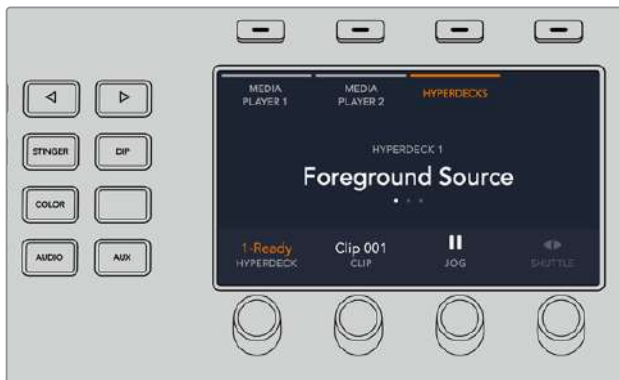 MEDIA
PLAYER 1
MEDIA
PLAYER 2
HYPERDECKS
STINGER
DIP
HYPERDECK 1
Foreground Source
COLOR
1-Ready
HYPERDECK
Clip 001
CLIP
JOG
SHUTTLE
AUDIO
AUX